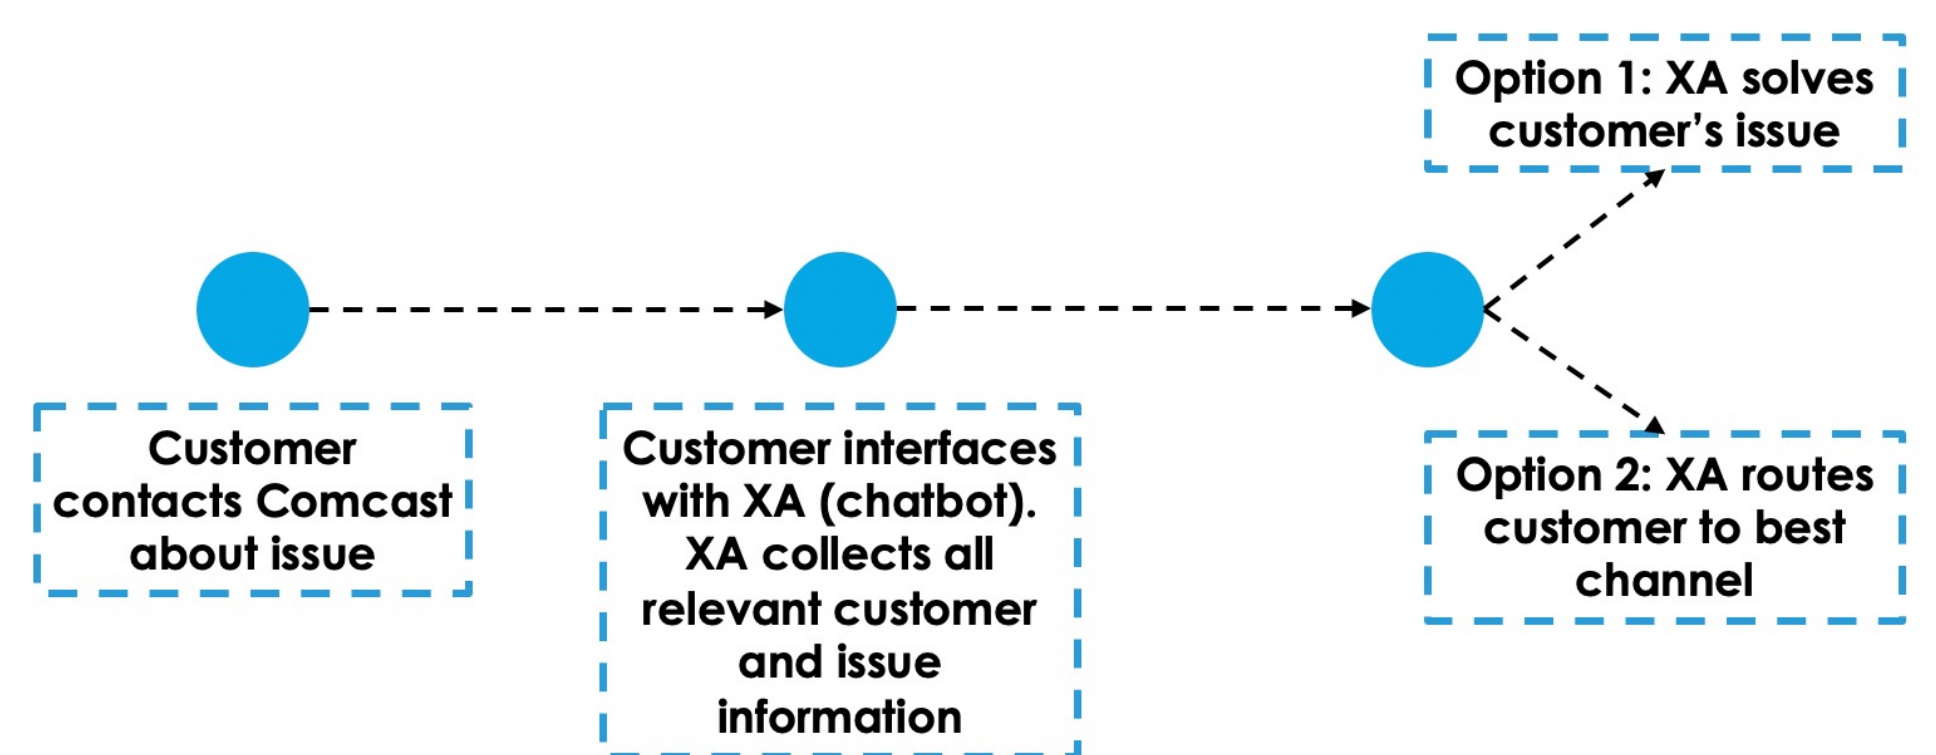 Option 1: XA solves
customer’s issue
Customer
contacts Comcast
about issue
Customer interfaces
with XA (chatbot).
XA collects all
relevant customer
and issue
information
Option 2: XA routes
customer to best
channel